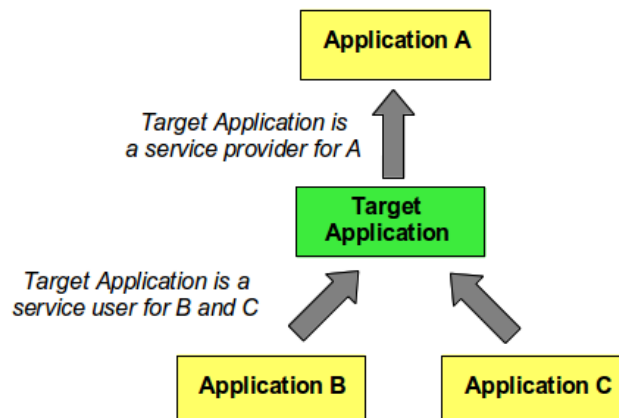 Application A
Target Application is
a service provider for A
Target
Application
Target Application is a
service user for B and C
Application B
Application C